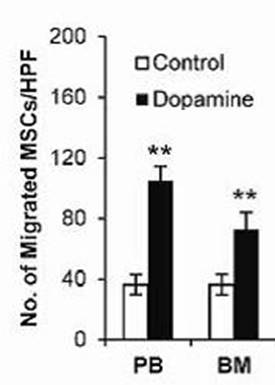 No. of Migrated MSCs/HPF
200
160
120
80
40
0
Control
Dopamine
**
**
PB
BM